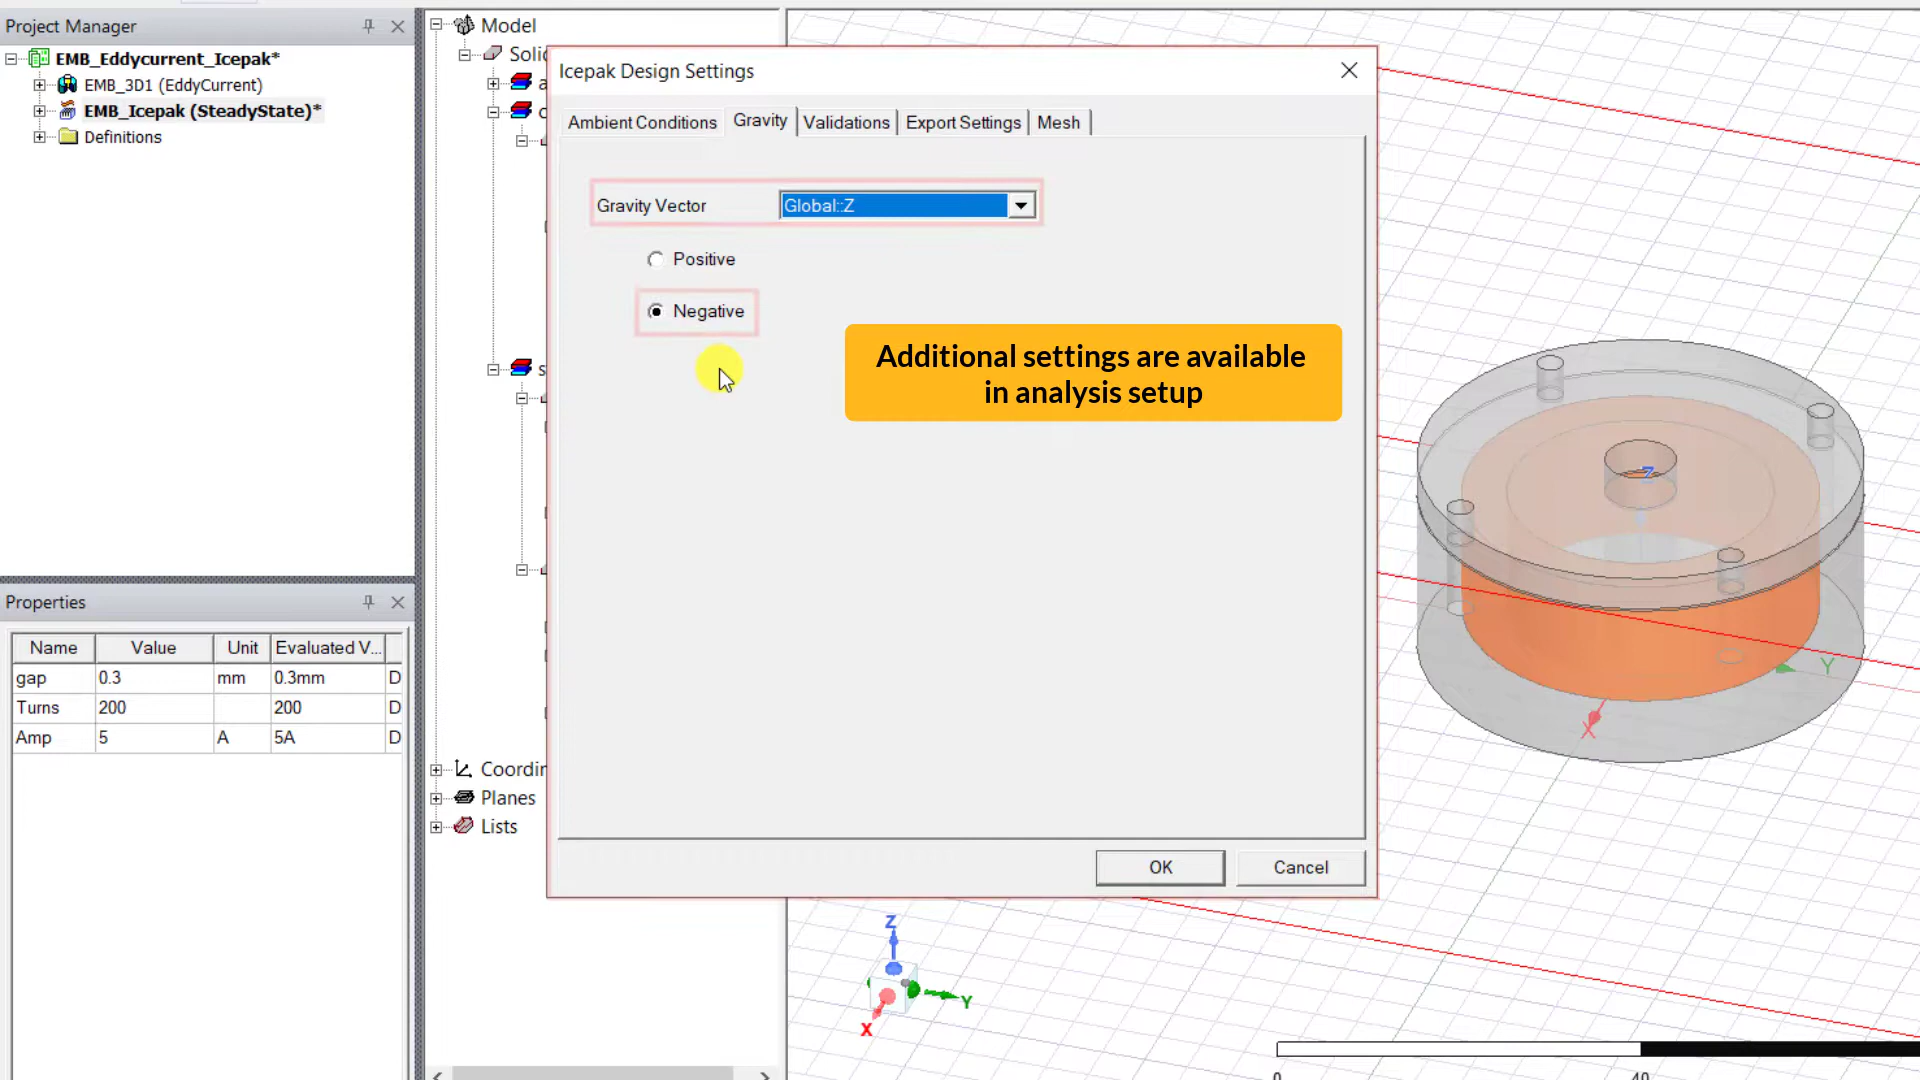 Project Manager
EMB_Eddycurrent_Icepak*
EMB_3D1 (EddyCurrent)
EMB_Icepak (SteadyState)*
Definitions
Properties
Name Value Unit Evaluated V...
gap 0.3 mm 0.3mm D
Turns 200 200 D
Amp 5 A 5A D
Model
Solid
Coordin
Planes
Lists
Icepak Design Settings
Ambient Conditions Gravity Validations Export Settings Mesh
Gravity Vector Global::Z
Positive
Negative
Additional settings are available
in analysis setup
OK Cancel
Z
Y
X
Z
Y
X
0 40